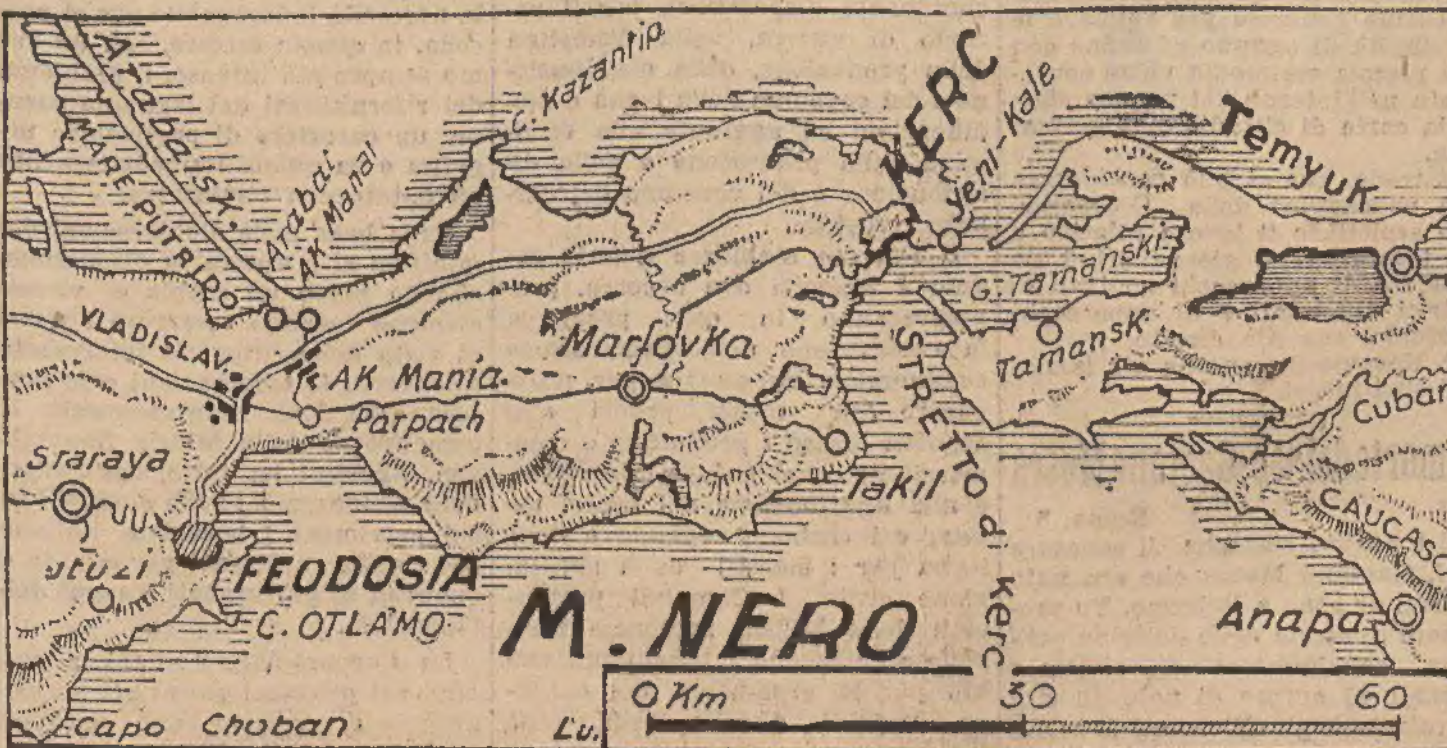 Arabatsk.
MARE PUTRIDO
Arabat
AK Manai
C. Kazantip
KERC
Yeni-Kale
Temyuk
G. Tamanski
Tamansk
VLADISLAV.
AK Mania
Parpach
Marfovka
STRETTO di Kerc
Cuban
Sraraya
Takil
CAUCASO
FEODOSIA
C. OTLAMO
M. NERO
Anapa
Capo Choban
Lu.
0 Km 30 60